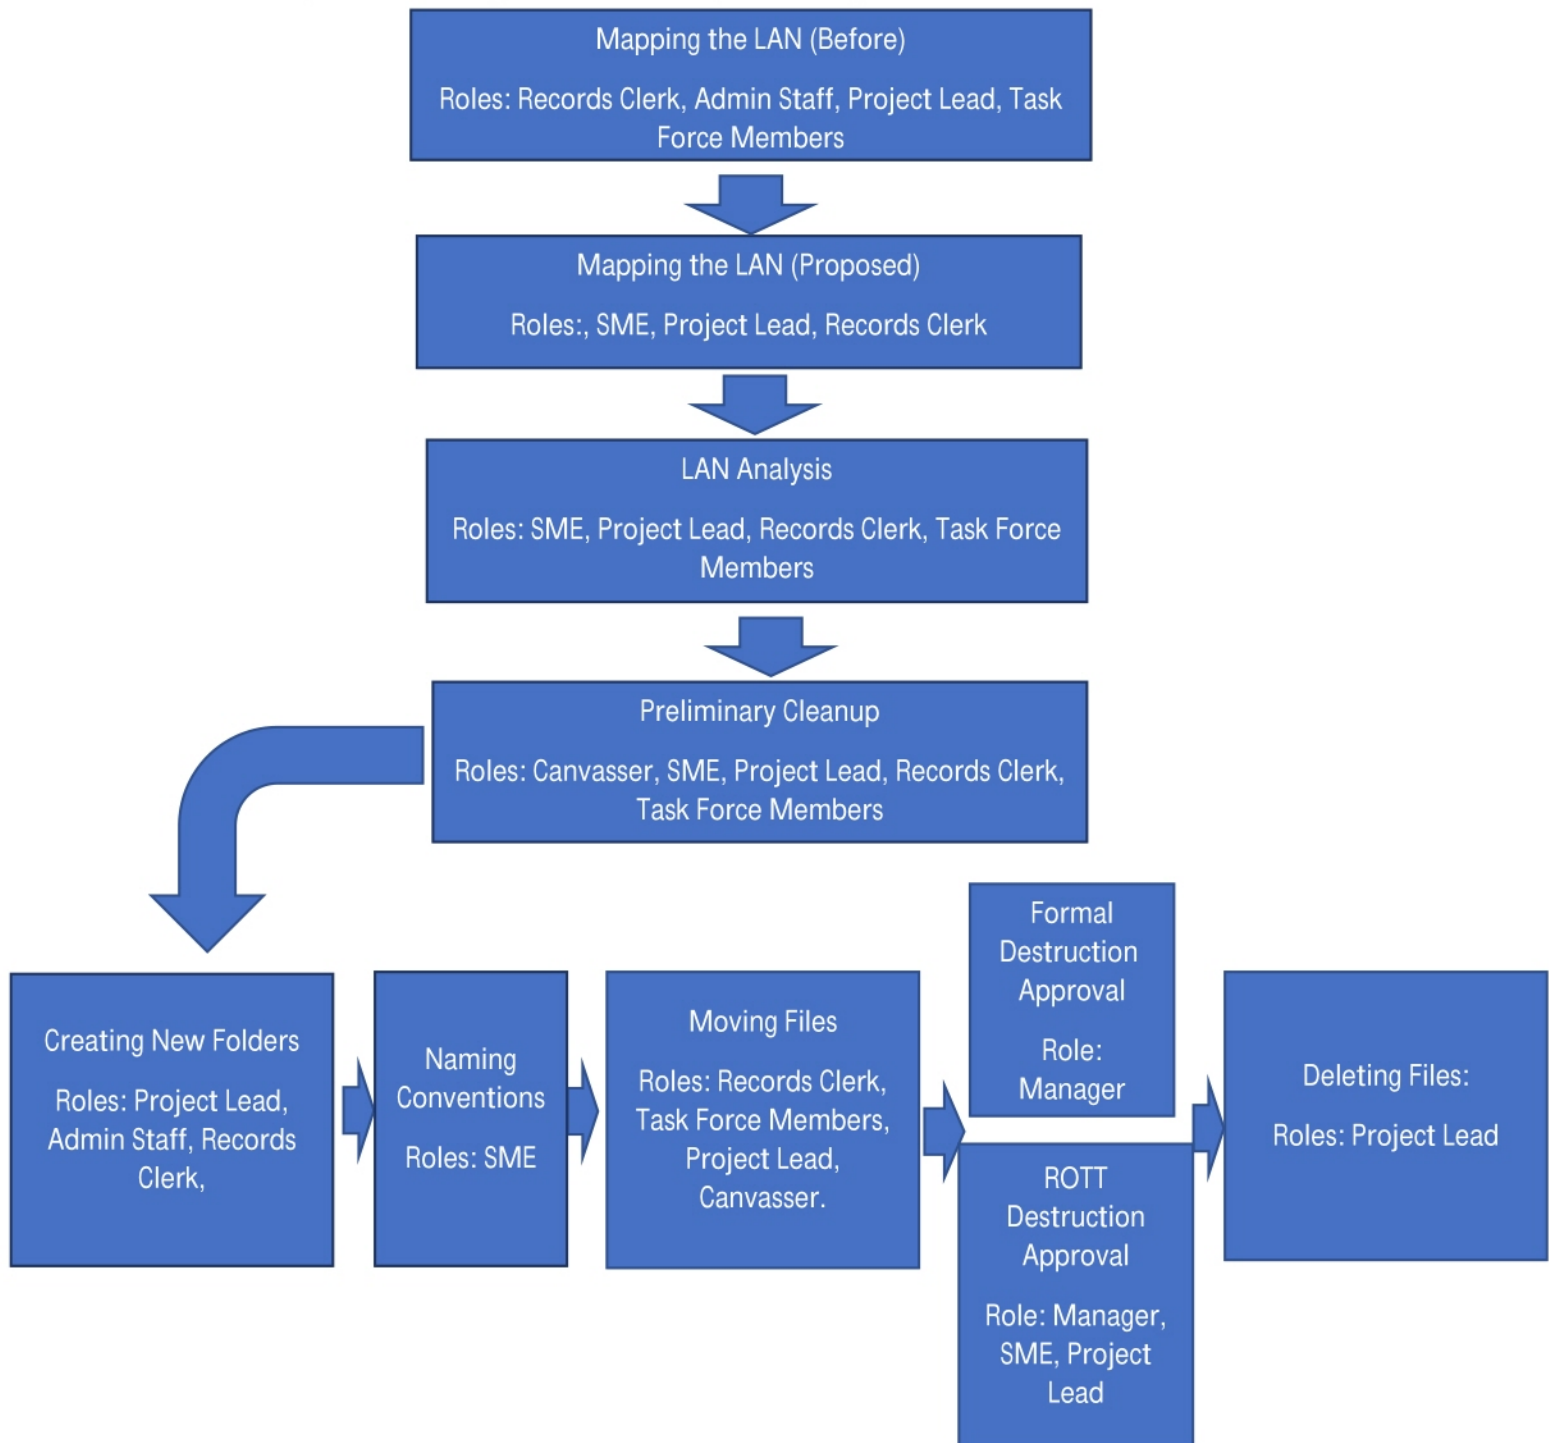 Mapping the LAN (Before)
Roles: Records Clerk, Admin Staff, Project Lead, Task
Force Members
Mapping the LAN (Proposed)
Roles:, SME, Project Lead, Records Clerk
LAN Analysis
Roles: SME, Project Lead, Records Clerk, Task Force
Members
Preliminary Cleanup
Roles: Canvasser, SME, Project Lead, Records Clerk,
Task Force Members
Creating New Folders
Roles: Project Lead,
Admin Staff, Records
Clerk,
Naming
Conventions
Roles: SME
Moving Files
Roles: Records Clerk,
Task Force Members,
Project Lead,
Canvasser.
Formal
Destruction
Approval
Role:
Manager
ROTT
Destruction
Approval
Role: Manager,
SME, Project
Lead
Deleting Files:
Roles: Project Lead